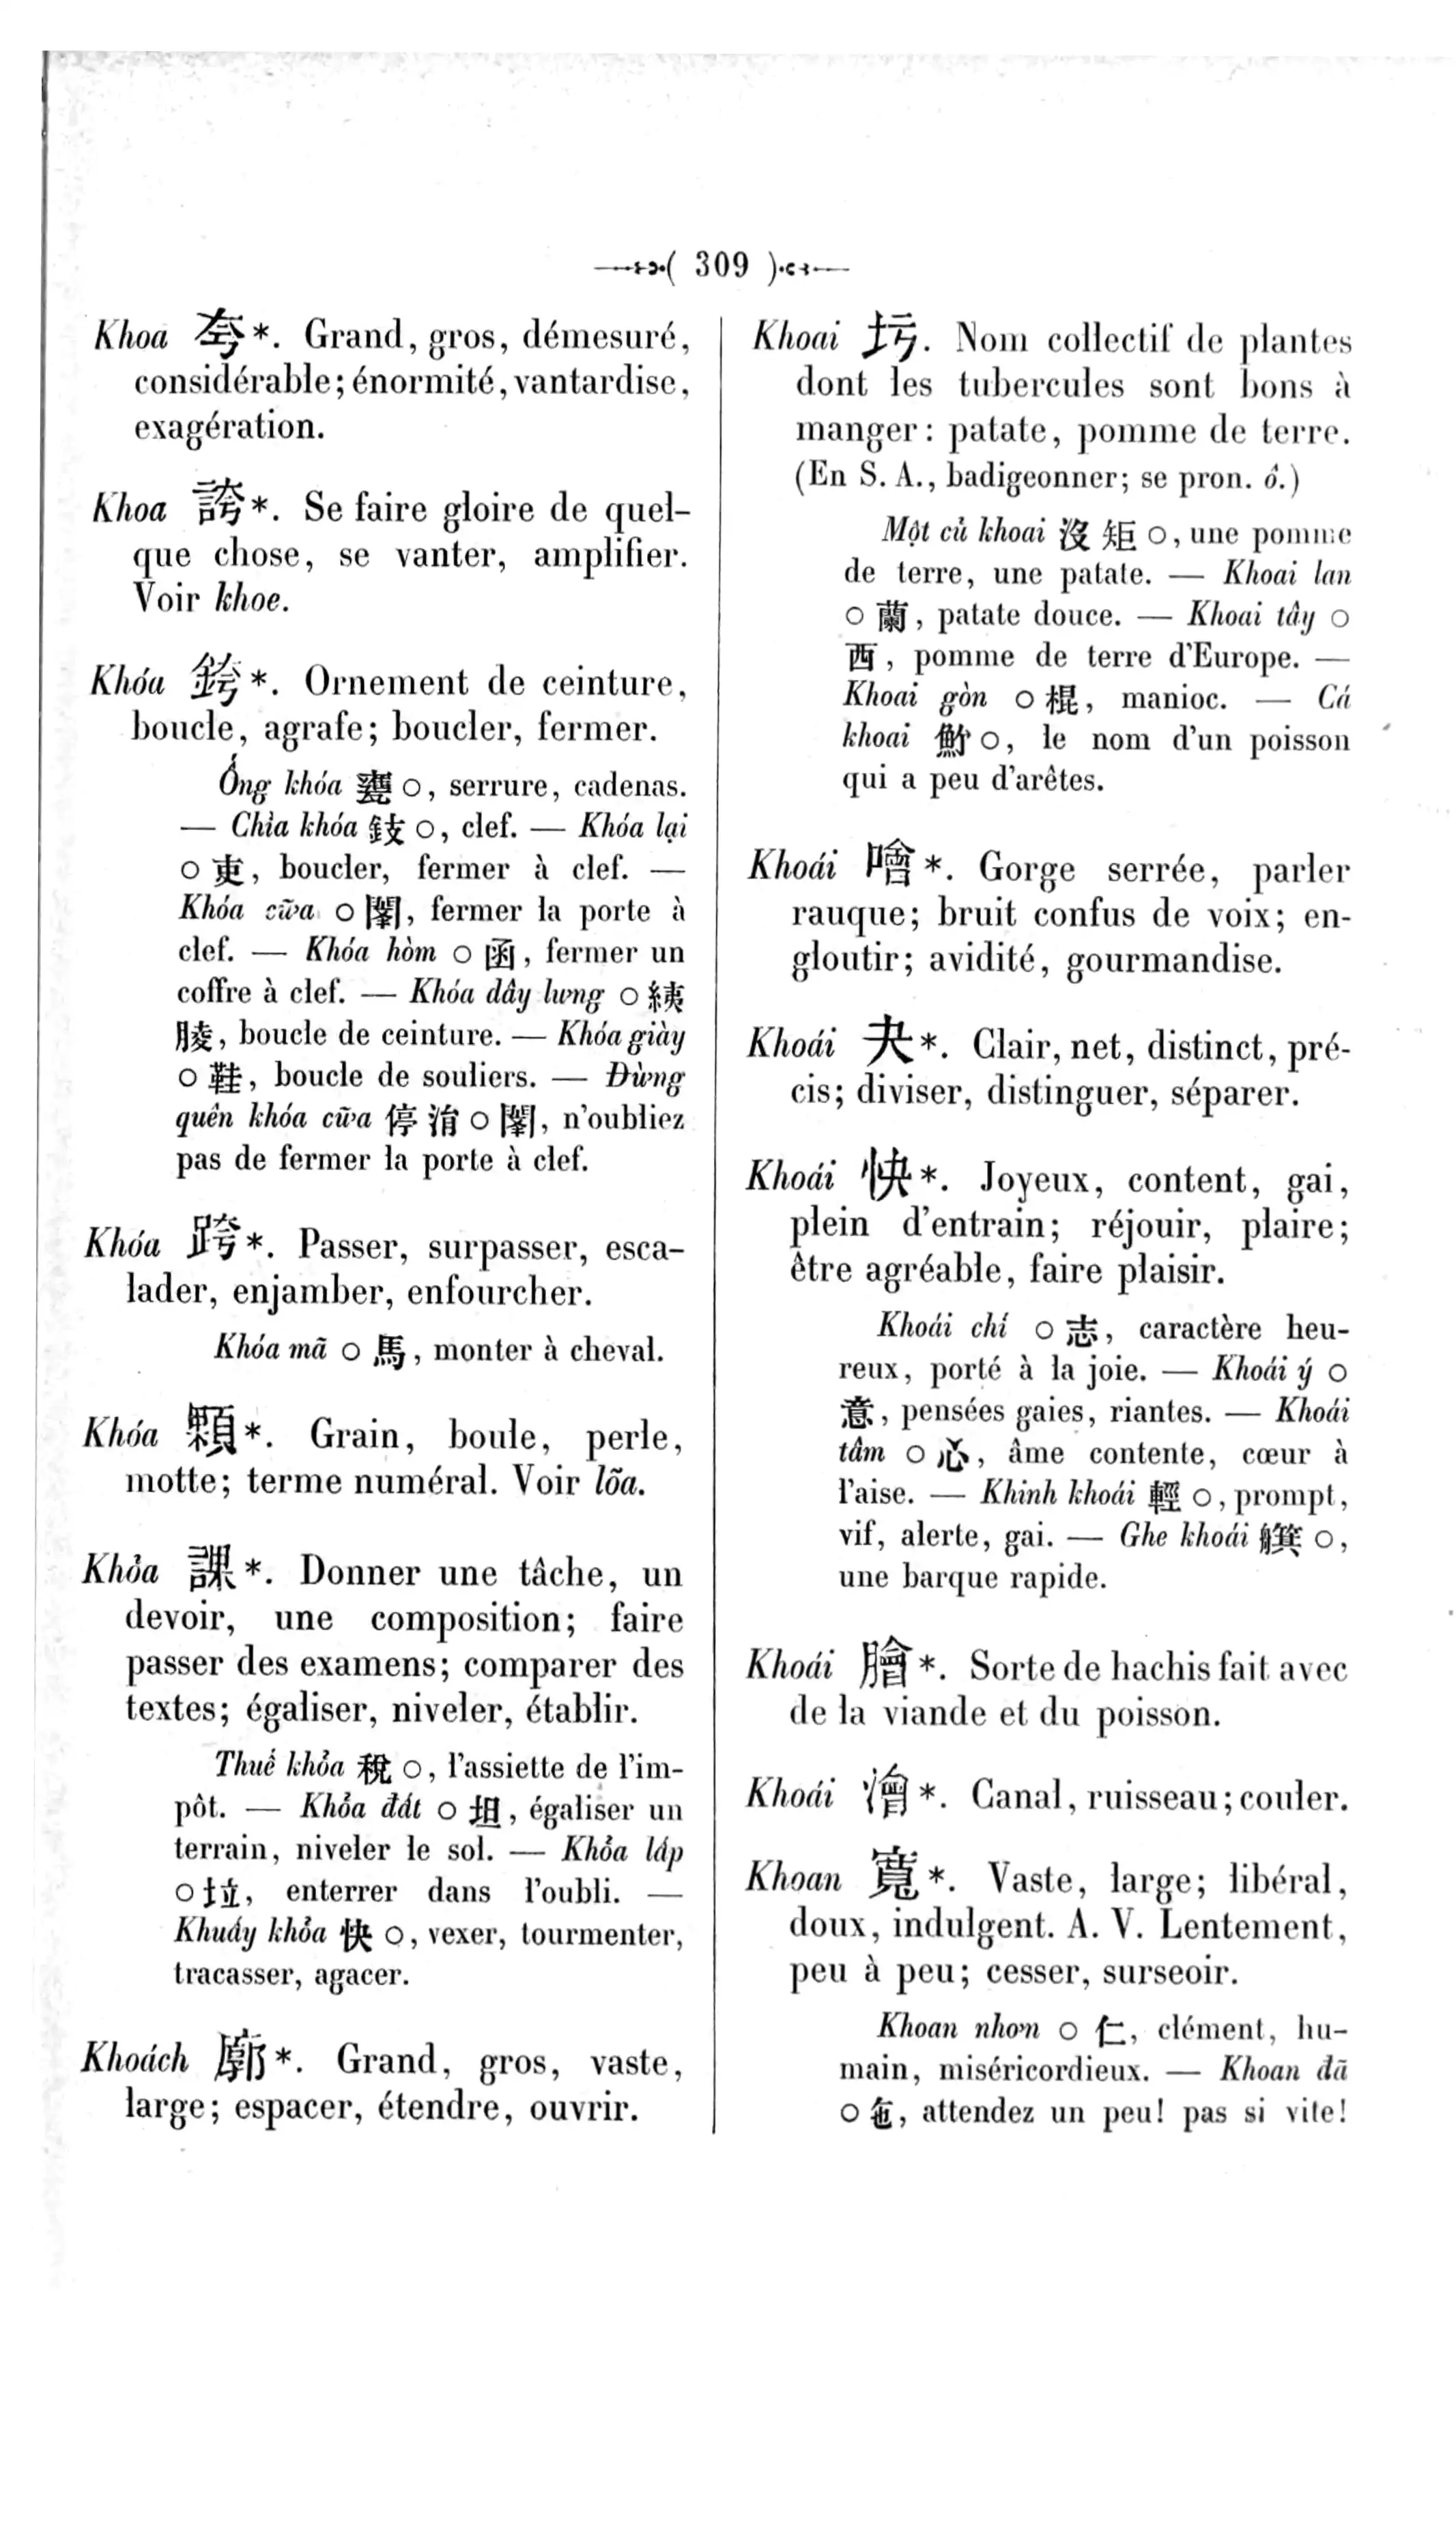 ( 309 )
Khoa 夸*. Grand, gros, démesuré,
considérable; énormité, vantardise,
exagération.
Khoa 誇*. Se faire gloire de quel-
que chose, se vanter, amplifier.
Voir khoe.
Khóa 銙*. Ornement de ceinture,
boucle, agrafe; boucler, fermer.
Ống khóa 甕○, serrure, cadenas.
— Chìa khóa 鈘○, clef. — Khóa lại
○吏, boucler, fermer à clef. —
Khóa cữa ○𨷯, fermer la porte à
clef. — Khóa hòm ○函, fermer un
coffre à clef. — Khóa dây lưng ○
, boucle de ceinture. — Khóa giày
○鞋, boucle de souliers. — Đừng
quên khóa cữa 停 ○𨷯, n'oubliez
pas de fermer la porte à clef.
Khóa 跨*. Passer, surpasser, esca-
lader, enjamber, enfourcher.
Khóa mã ○馬, monter à cheval.
Khóa 顆*. Grain, boule, perle,
motte; terme numéral. Voir lõa.
Khỏa 課*. Donner une tâche, un
devoir, une composition; faire
passer des examens; comparer des
textes; égaliser, niveler, établir.
Thuế khỏa 稅○, l'assiette de l'im-
pôt. — Khỏa đất ○坦, égaliser un
terrain, niveler le sol. — Khỏa lấp
○拉, enterrer dans l'oubli. —
Khuấy khỏa 快○, vexer, tourmenter,
tracasser, agacer.
Khoách 廓*. Grand, gros, vaste,
large; espacer, étendre, ouvrir.
Khoai 圬. Nom collectif de plantes
dont les tubercules sont bons à
manger: patate, pomme de terre.
(En S. A., badigeonner; se pron. ô.)
Một củ khoai 沒矩○, une pomme
de terre, une patate. — Khoai lan
○蘭, patate douce. — Khoai tây ○
西, pomme de terre d'Europe. —
Khoai gòn ○棍, manioc. — Cá
khoai ○, le nom d'un poisson
qui a peu d'arêtes.
Khoái 噲*. Gorge serrée, parler
rauque; bruit confus de voix; en-
gloutir; avidité, gourmandise.
Khoái 夬*. Clair, net, distinct, pré-
cis; diviser, distinguer, séparer.
Khoái 快*. Joyeux, content, gai,
plein d'entrain; réjouir, plaire;
être agréable, faire plaisir.
Khoái chí ○志, caractère heu-
reux, porté à la joie. — Khoái ý ○
意, pensées gaies, riantes. — Khoái
tâm ○心, âme contente, cœur à
l'aise. — Khinh khoái 輕○, prompt,
vif, alerte, gai. — Ghe khoái ○,
une barque rapide.
Khoái 膾*. Sorte de hachis fait avec
de la viande et du poisson.
Khoái 澮*. Canal, ruisseau; couler.
Khoan 寬*. Vaste, large; libéral,
doux, indulgent. A. V. Lentement,
peu à peu; cesser, surseoir.
Khoan nhơn ○仁, clément, hu-
main, miséricordieux. — Khoan đã
○, attendez un peu! pas si vite!